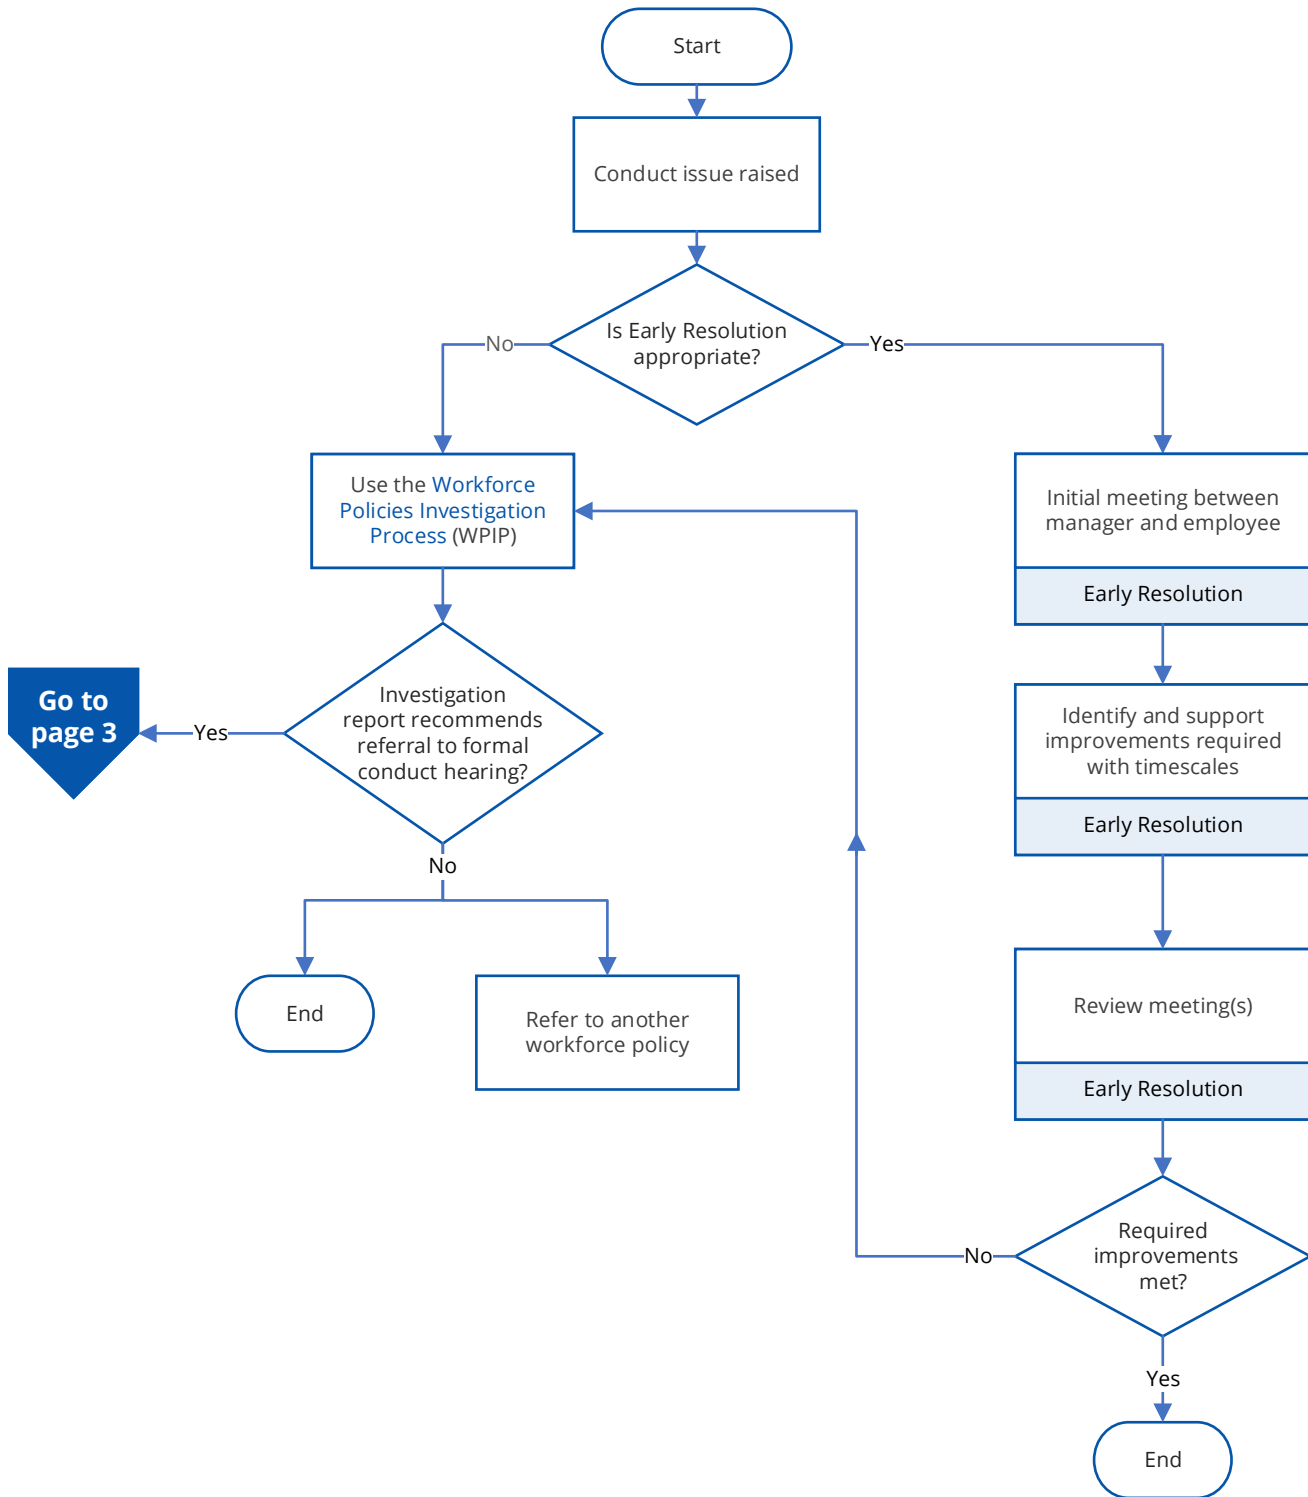 Start
Conduct issue raised
Is Early Resolution
appropriate?
No
Yes
Use the Workforce
Policies Investigation
Process (WPIP)
Initial meeting between
manager and employee
Early Resolution
Investigation
report recommends
referral to formal
conduct hearing?
Yes
Go to
page 3
No
End
Refer to another
workforce policy
Identify and support
improvements required
with timescales
Early Resolution
Review meeting(s)
Early Resolution
Required
improvements
met?
No
Yes
End